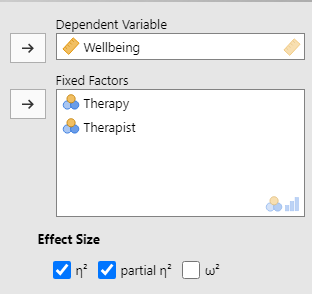 Dependent Variable
Wellbeing
Fixed Factors
Therapy
Therapist
Effect Size
η² partial η² ω²